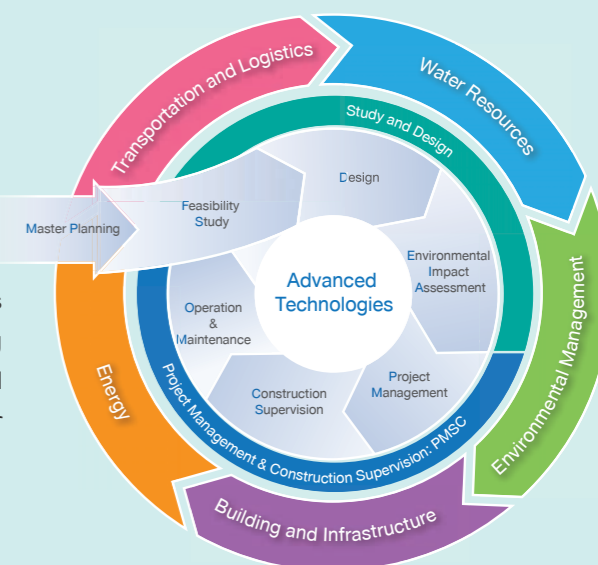 Transportation and Logistics
Water Resources
Study and Design
Design
Feasibility
Study
Master Planning
Environmental
Impact
Assessment
Advanced
Technologies
Operation
&
Maintenance
Project
Management
Construction
Supervision
Project Management & Construction Supervision: PMSC
Energy
Environmental Management
Building and Infrastructure